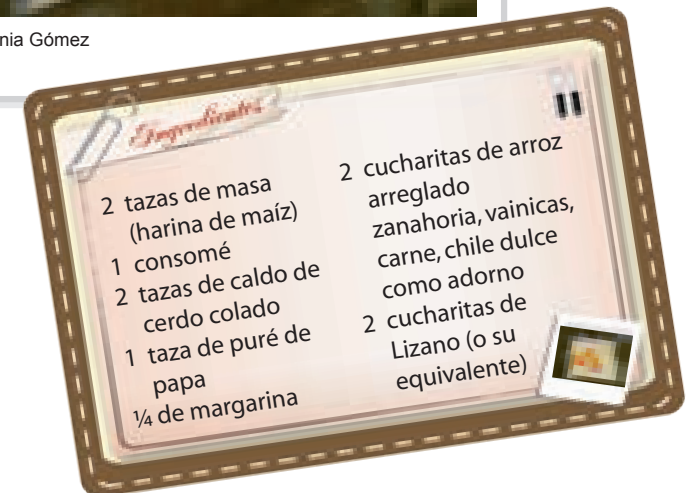 nia Gómez
Ingredientes
2 tazas de masa
(harina de maíz)
1 consomé
2 tazas de caldo de
cerdo colado
1 taza de puré de
papa
¼ de margarina
2 cucharitas de arroz
arreglado
zanahoria, vainicas,
carne, chile dulce
como adorno
2 cucharitas de
Lizano (o su
equivalente)